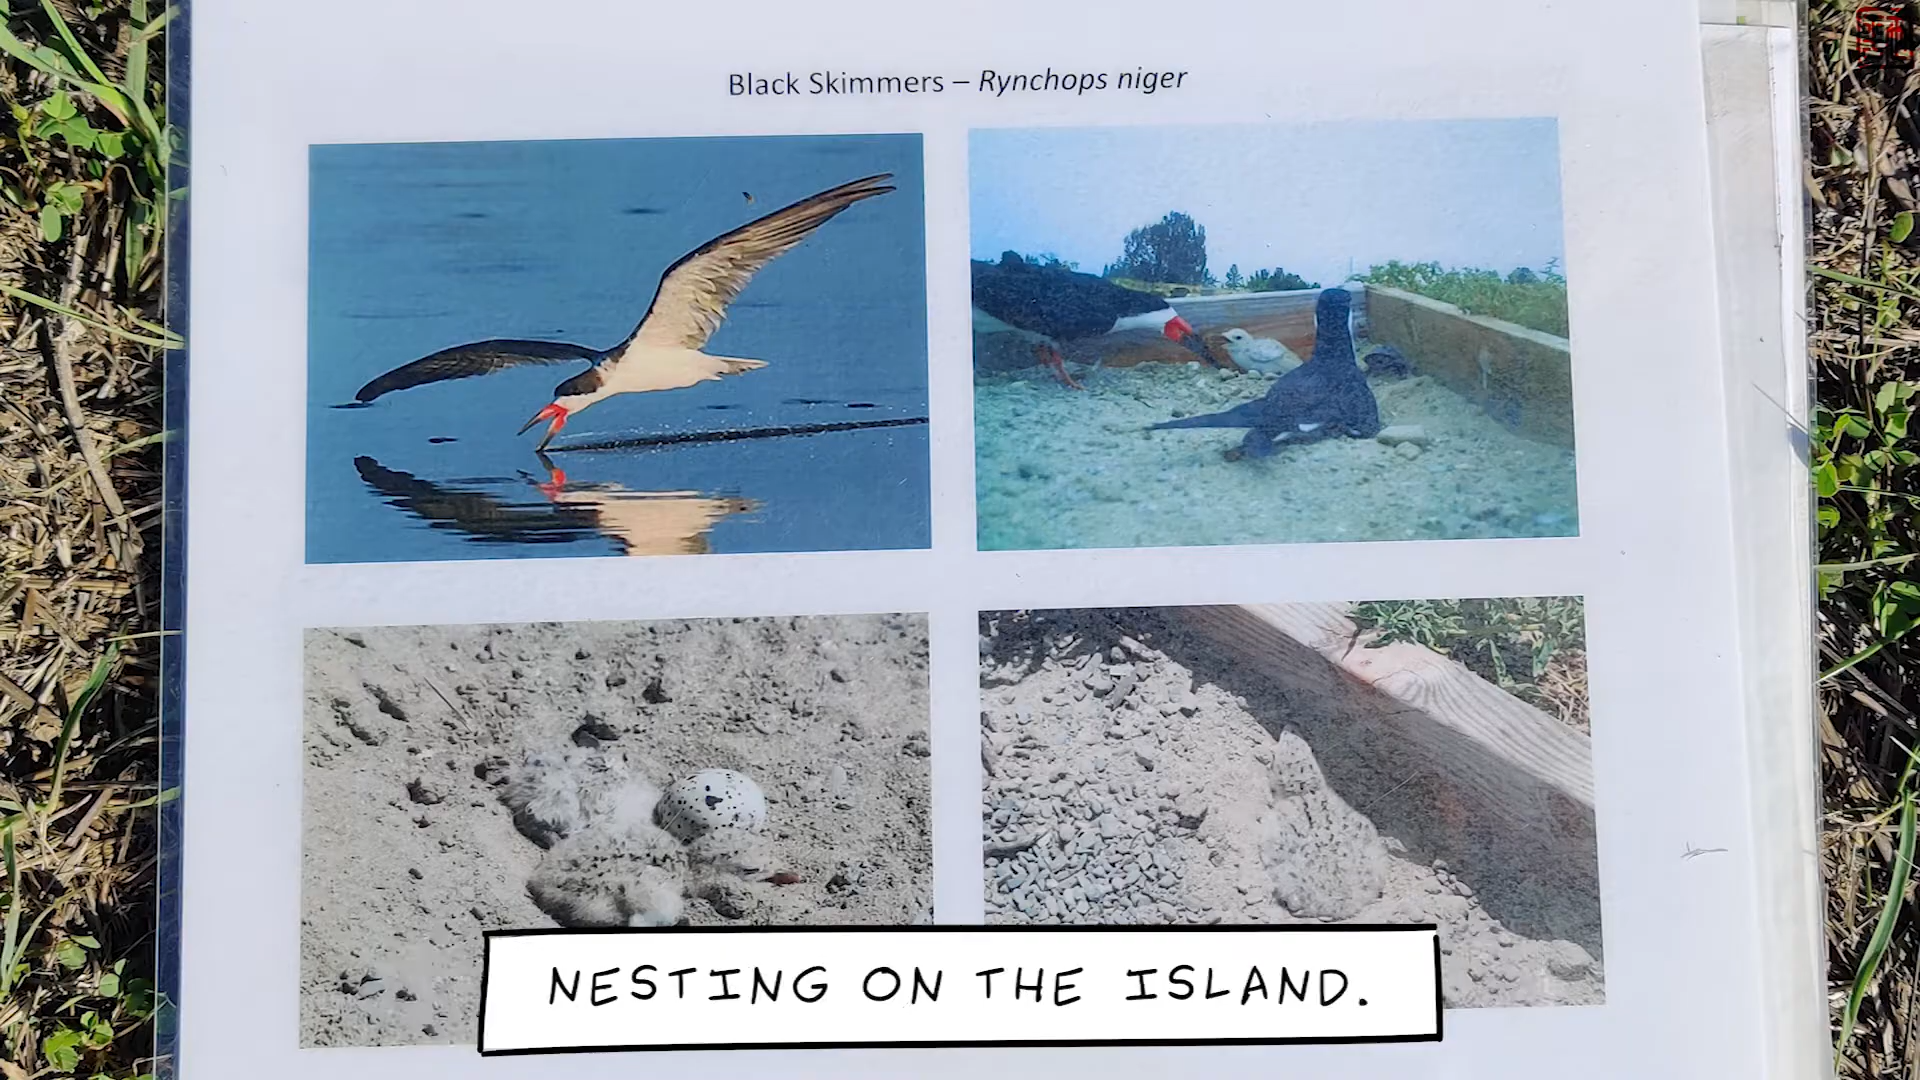 Black Skimmers – Rynchops niger
NESTING ON THE ISLAND.